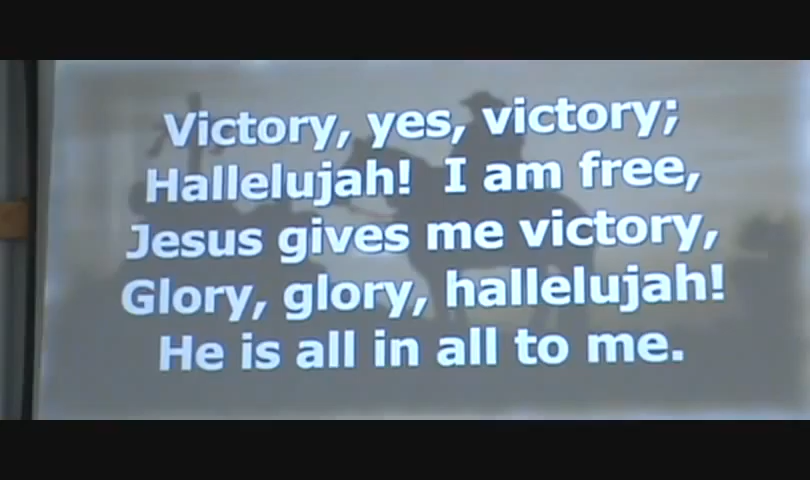 Victory, yes, victory;
Hallelujah! I am free,
Jesus gives me victory,
Glory, glory, hallelujah!
He is all in all to me.